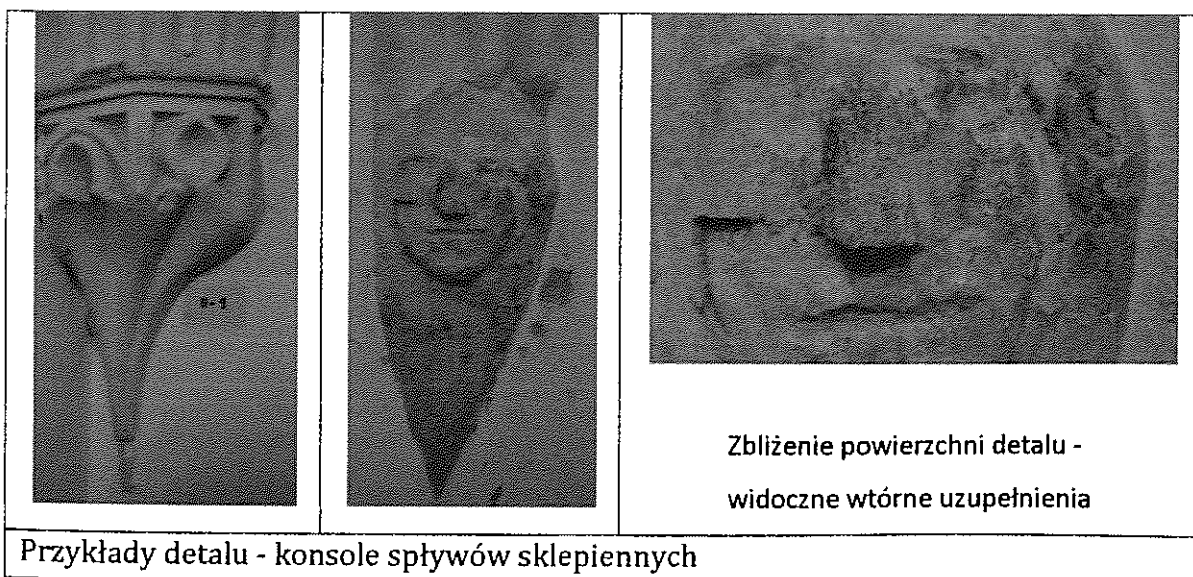 Zbliżenie powierzchni detalu -
widoczne wtórne uzupełnienia
Przykłady detalu - konsole spływów sklepiennych